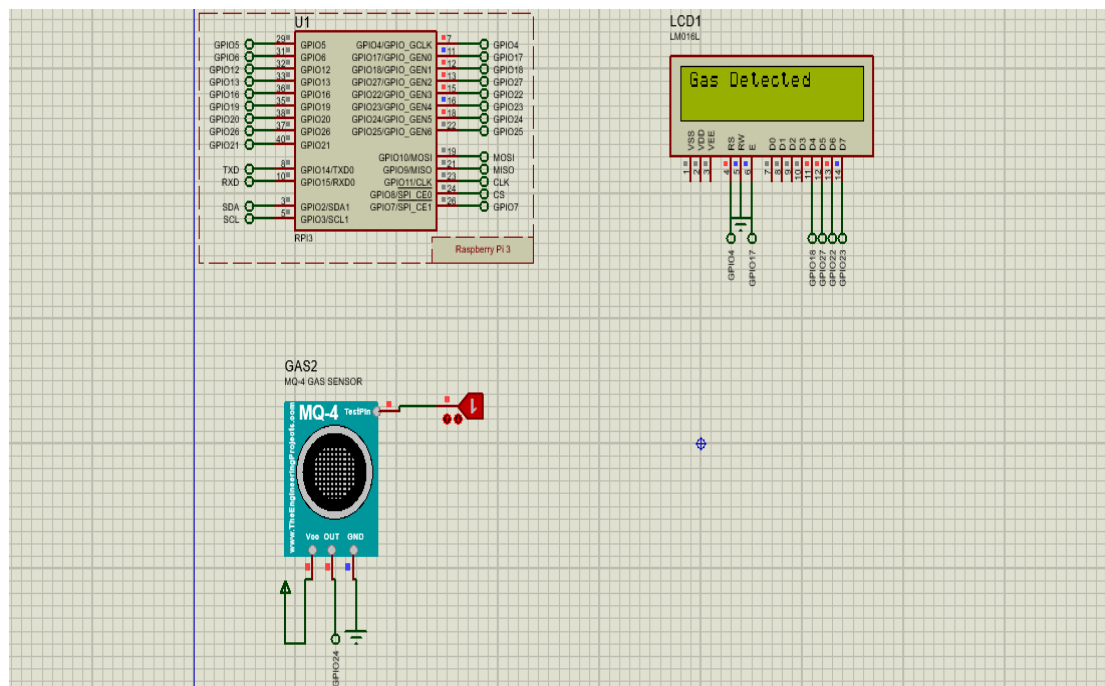 U1
GPIO5 29 GPIO5 GPIO4/GPIO_GCLK 7 GPIO4
GPIO6 31 GPIO6 GPIO17/GPIO_GEN0 11 GPIO17
GPIO12 32 GPIO12 GPIO18/GPIO_GEN1 12 GPIO18
GPIO13 33 GPIO13 GPIO27/GPIO_GEN2 13 GPIO27
GPIO16 36 GPIO16 GPIO22/GPIO_GEN3 15 GPIO22
GPIO19 35 GPIO19 GPIO23/GPIO_GEN4 16 GPIO23
GPIO20 38 GPIO20 GPIO24/GPIO_GEN5 18 GPIO24
GPIO26 37 GPIO26 GPIO25/GPIO_GEN6 22 GPIO25
GPIO21 40 GPIO21
GPIO10/MOSI 19 MOSI
TXD 8 GPIO14/TXD0 GPIO9/MISO 21 MISO
RXD 10 GPIO15/RXD0 GPIO11/CLK 23 CLK
GPIO8/SPI_CE0 24 CS
SDA 3 GPIO2/SDA1 GPIO7/SPI_CE1 26 GPIO7
SCL 5 GPIO3/SCL1
RPI3
Raspberry Pi 3
LCD1
LM016L
Gas Detected
VSS VDD VEE RS RW E D0 D1 D2 D3 D4 D5 D6 D7
1 2 3 4 5 6 7 8 9 10 11 12 13 14
GPIO4 GPIO17 GPIO18 GPIO27 GPIO22 GPIO23
GAS2
MQ-4 GAS SENSOR
MQ-4 TestPin
1
www.TheEngineeringProjects.com
Vcc OUT GND
GPIO24